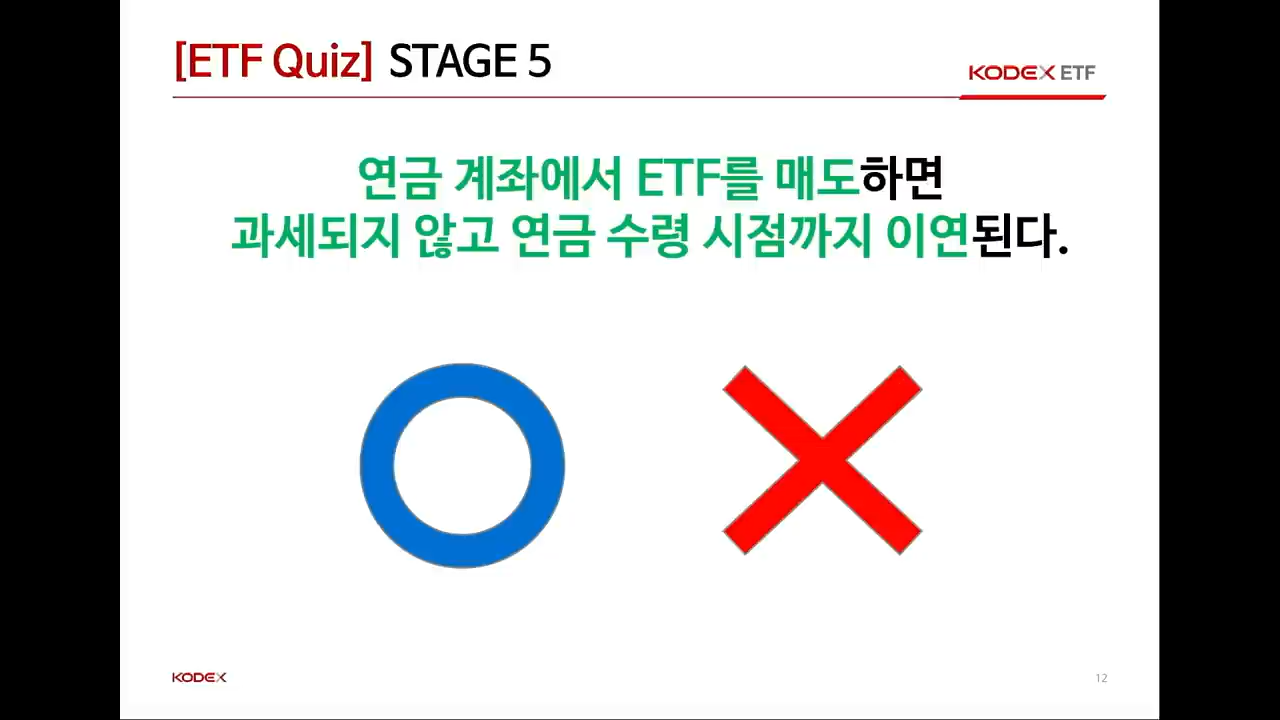 [ETF Quiz] STAGE 5
KODEX ETF
연금 계좌에서 ETF를 매도하면
과세되지 않고 연금 수령 시점까지 이연된다.
KODEX
12